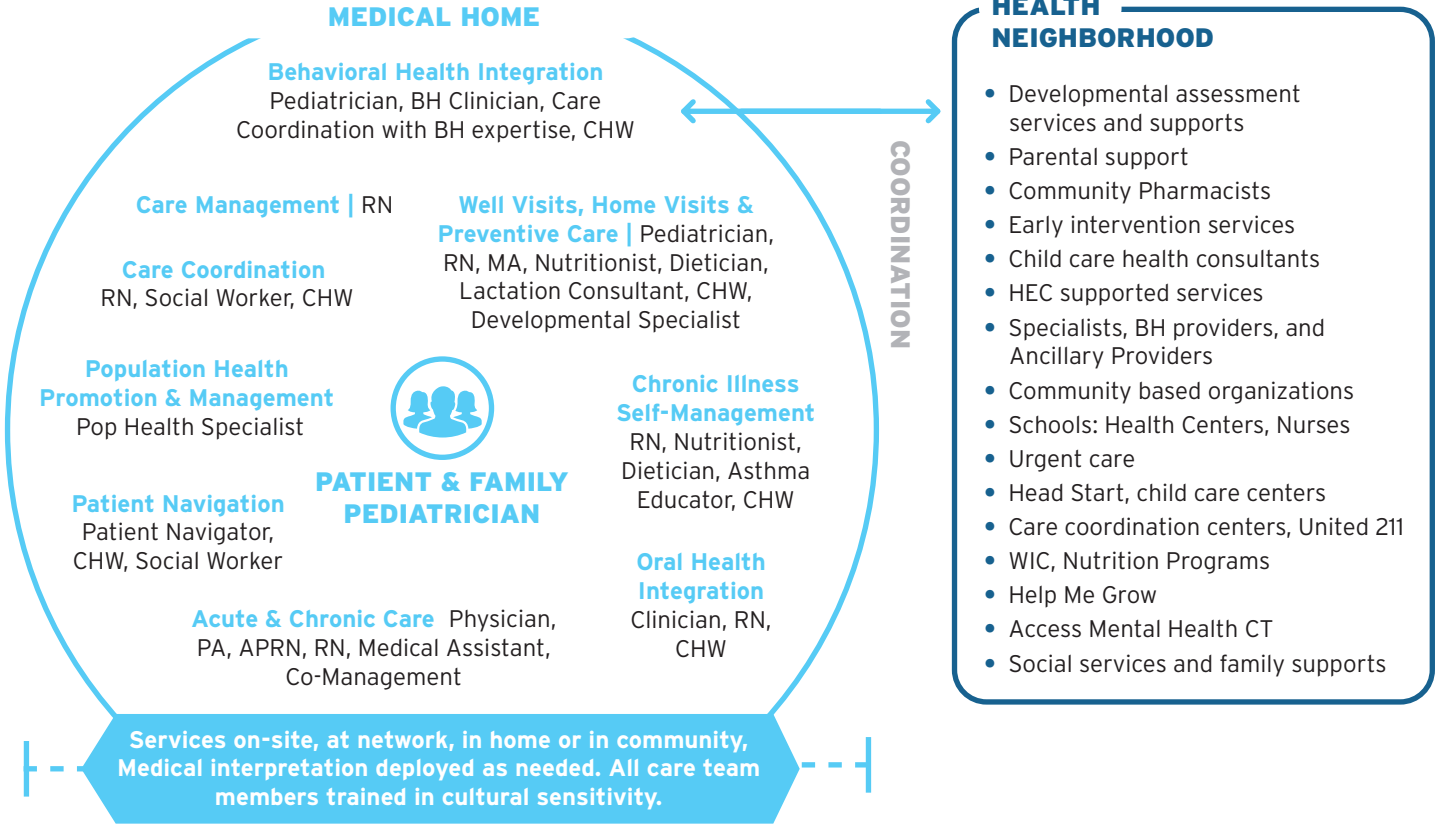 MEDICAL HOME
Behavioral Health Integration
Pediatrician, BH Clinician, Care
Coordination with BH expertise, CHW
Care Management | RN
Well Visits, Home Visits &
Preventive Care | Pediatrician,
RN, MA, Nutritionist, Dietician,
Lactation Consultant, CHW,
Developmental Specialist
Care Coordination
RN, Social Worker, CHW
Population Health
Promotion & Management
Pop Health Specialist
Chronic Illness
Self-Management
RN, Nutritionist,
Dietician, Asthma
Educator, CHW
PATIENT & FAMILY
PEDIATRICIAN
Patient Navigation
Patient Navigator,
CHW, Social Worker
Oral Health
Integration
Clinician, RN,
CHW
Acute & Chronic Care Physician,
PA, APRN, RN, Medical Assistant,
Co-Management
Services on-site, at network, in home or in community,
Medical interpretation deployed as needed. All care team
members trained in cultural sensitivity.
COORDINATION
HEALTH
NEIGHBORHOOD
• Developmental assessment
services and supports
• Parental support
• Community Pharmacists
• Early intervention services
• Child care health consultants
• HEC supported services
• Specialists, BH providers, and
Ancillary Providers
• Community based organizations
• Schools: Health Centers, Nurses
• Urgent care
• Head Start, child care centers
• Care coordination centers, United 211
• WIC, Nutrition Programs
• Help Me Grow
• Access Mental Health CT
• Social services and family supports